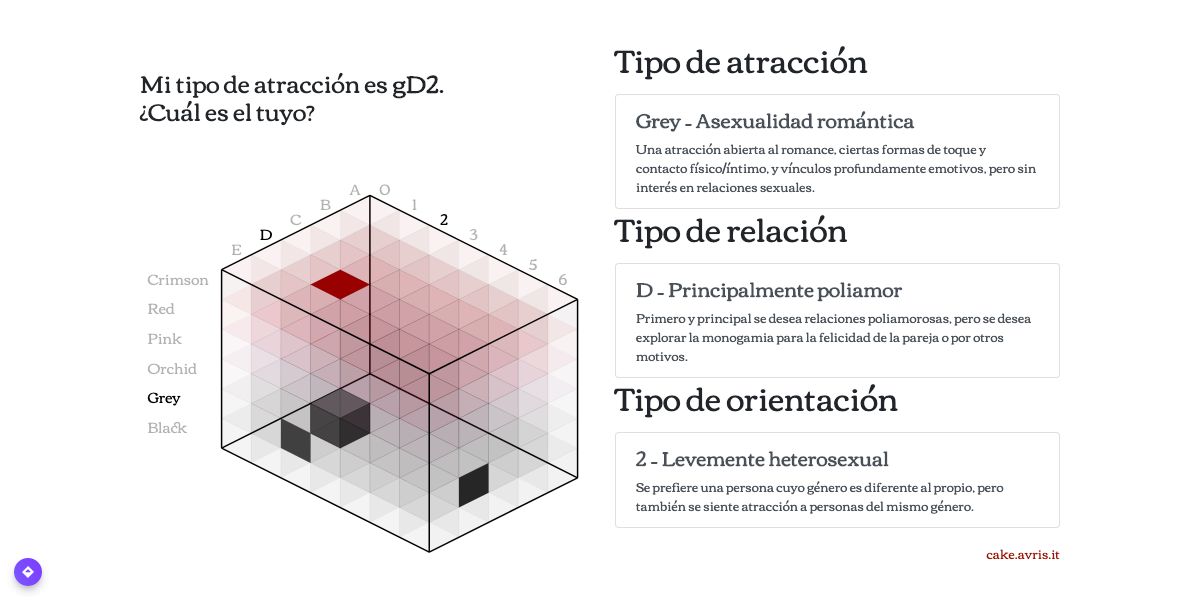 Mi tipo de atracción es gD2.
¿Cuál es el tuyo?
A
B
C
D
E
0
1
2
3
4
5
6
Crimson
Red
Pink
Orchid
Grey
Black
Tipo de atracción
Grey - Asexualidad romántica
Una atracción abierta al romance, ciertas formas de toque y
contacto físico/íntimo, y vínculos profundamente emotivos, pero sin
interés en relaciones sexuales.
Tipo de relación
D - Principalmente poliamor
Primero y principal se desea relaciones poliamorosas, pero se desea
explorar la monogamia para la felicidad de la pareja o por otros
motivos.
Tipo de orientación
2 - Levemente heterosexual
Se prefiere una persona cuyo género es diferente al propio, pero
también se siente atracción a personas del mismo género.
cake.avris.it